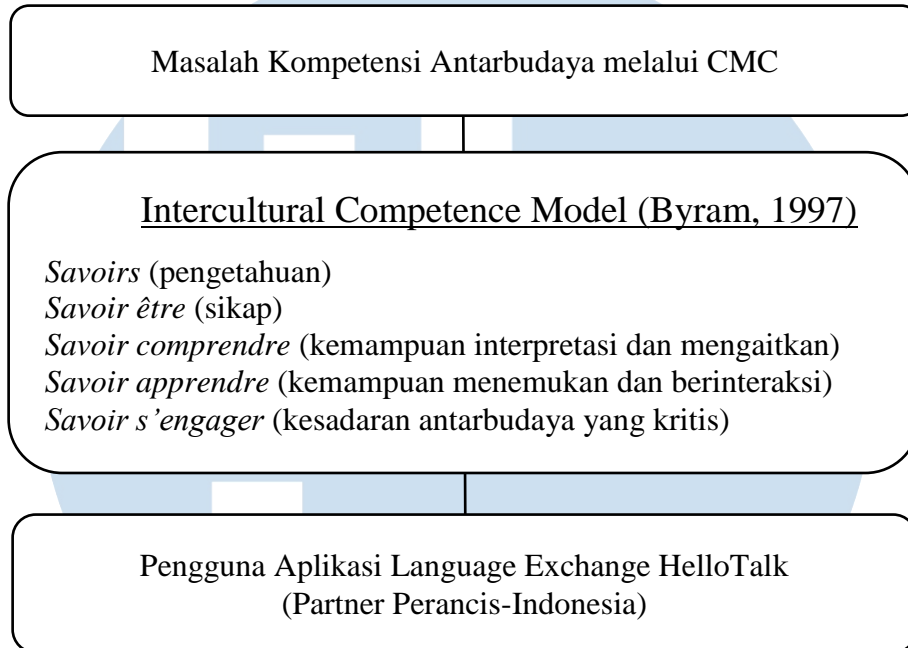 Masalah Kompetensi Antarbudaya melalui CMC
Intercultural Competence Model (Byram, 1997)
Savoirs (pengetahuan)
Savoir être (sikap)
Savoir comprendre (kemampuan interpretasi dan mengaitkan)
Savoir apprendre (kemampuan menemukan dan berinteraksi)
Savoir s’engager (kesadaran antarbudaya yang kritis)
Pengguna Aplikasi Language Exchange HelloTalk
(Partner Perancis-Indonesia)